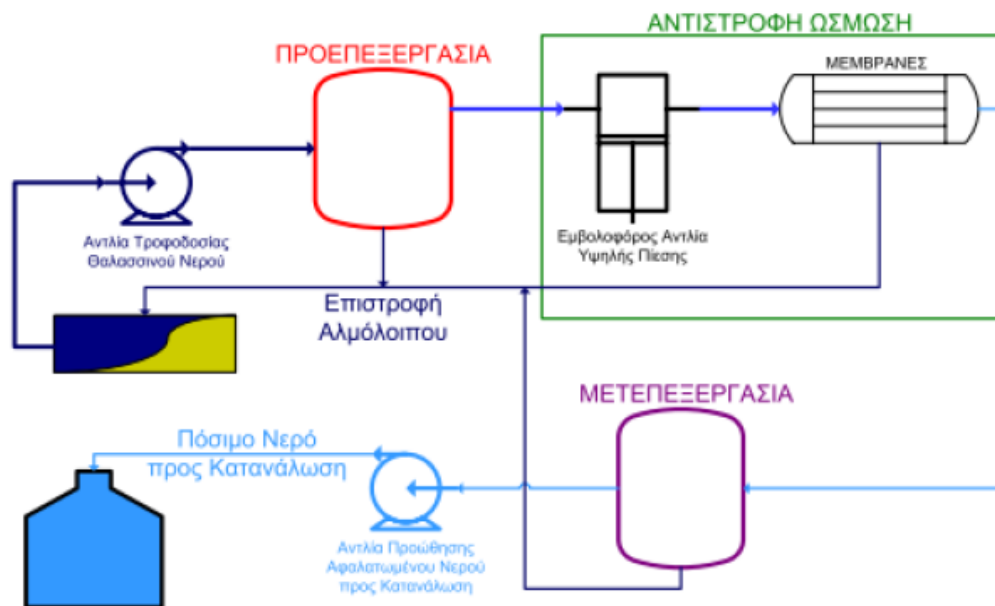 ΑΝΤΙΣΤΡΟΦΗ ΩΣΜΩΣΗ
ΠΡΟΕΠΕΞΕΡΓΑΣΙΑ
ΜΕΜΒΡΑΝΕΣ
Αντλία Τροφοδοσίας
Θαλασσινού Νερού
Εμβολοφόρος Αντλία
Υψηλής Πίεσης
Επιστροφή
Αλμόλοιπου
ΜΕΤΕΠΕΞΕΡΓΑΣΙΑ
Πόσιμο Νερό
προς Κατανάλωση
Αντλία Προώθησης
Αφαλατωμένου Νερού
προς Κατανάλωση